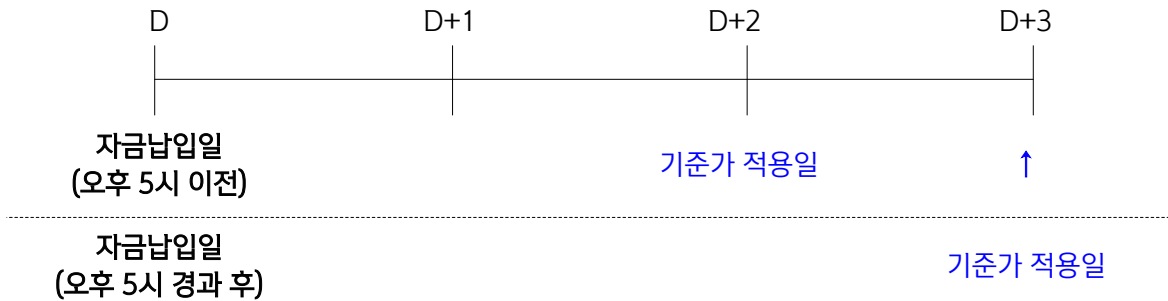 D D+1 D+2 D+3
자금납입일
(오후 5시 이전)
기준가 적용일 ↑
자금납입일
(오후 5시 경과 후)
기준가 적용일